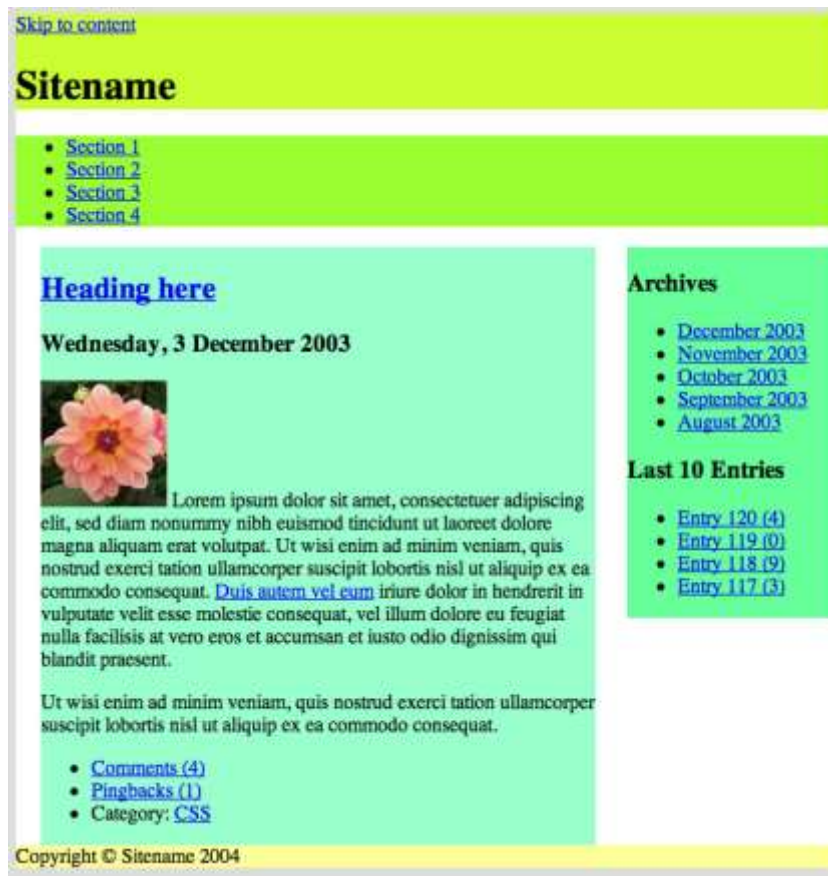 Skip to content
Sitename
Section 1
Section 2
Section 3
Section 4
Heading here
Wednesday, 3 December 2003
Lorem ipsum dolor sit amet, consectetuer adipiscing
elit, sed diam nonummy nibh euismod tincidunt ut laoreet dolore
magna aliquam erat volutpat. Ut wisi enim ad minim veniam, quis
nostrud exerci tation ullamcorper suscipit lobortis nisl ut aliquip ex ea
commodo consequat. Duis autem vel eum iriure dolor in hendrerit in
vulputate velit esse molestie consequat, vel illum dolore eu feugiat
nulla facilisis at vero eros et accumsan et iusto odio dignissim qui
blandit praesent.
Ut wisi enim ad minim veniam, quis nostrud exerci tation ullamcorper
suscipit lobortis nisl ut aliquip ex ea commodo consequat.
Comments (4)
Pingbacks (1)
Category: CSS
Archives
December 2003
November 2003
October 2003
September 2003
August 2003
Last 10 Entries
Entry 120 (4)
Entry 119 (0)
Entry 118 (9)
Entry 117 (3)
Copyright © Sitename 2004